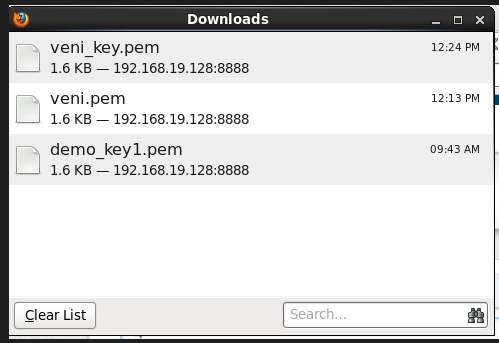 Downloads
veni_key.pem 12:24 PM
1.6 KB — 192.168.19.128:8888
veni.pem 12:13 PM
1.6 KB — 192.168.19.128:8888
demo_key1.pem 09:43 AM
1.6 KB — 192.168.19.128:8888
Clear List Search...